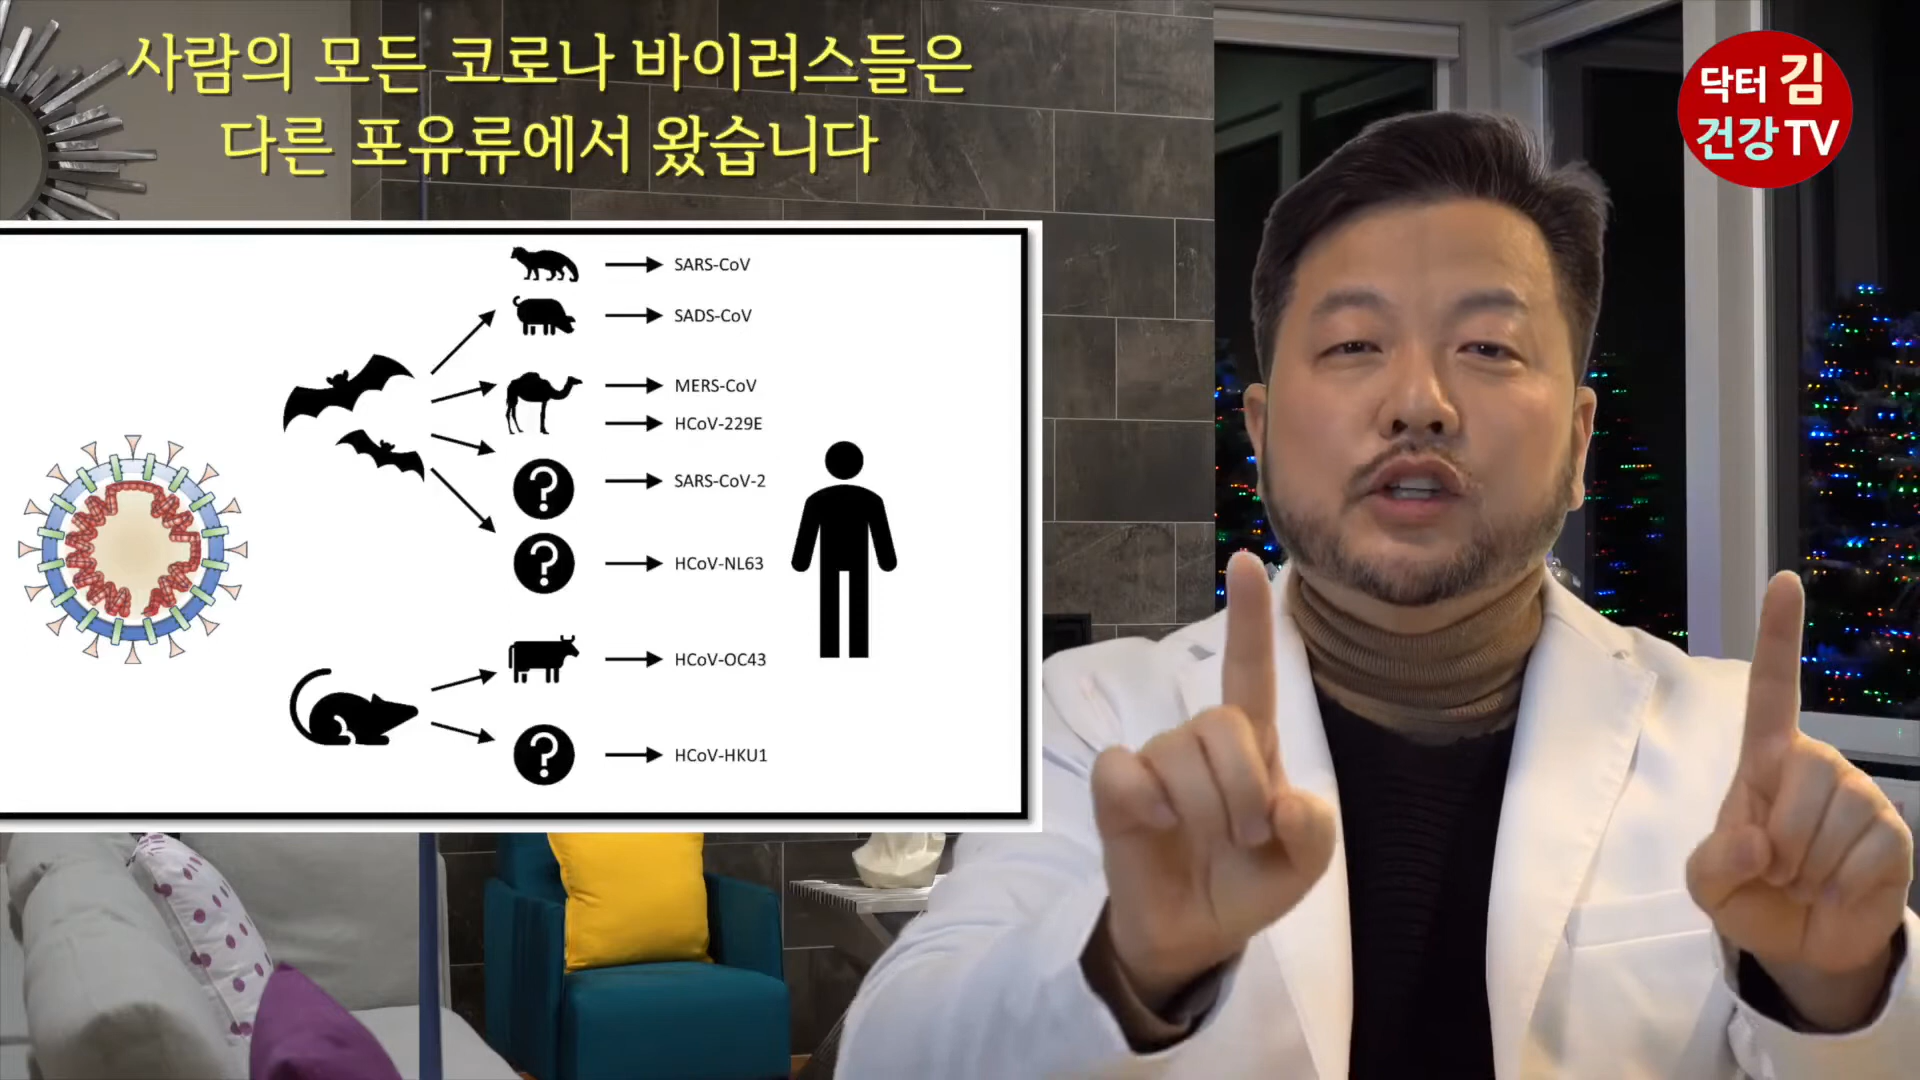 사람의 모든 코로나 바이러스들은
다른 포유류에서 왔습니다
닥터 김
건강 TV
SARS-CoV
SADS-CoV
MERS-CoV
HCoV-229E
?
SARS-CoV-2
?
HCoV-NL63
HCoV-OC43
?
HCoV-HKU1